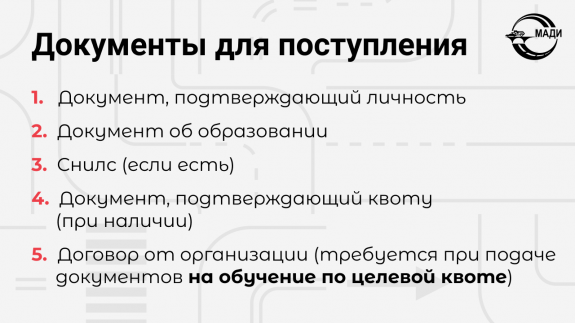 Документы для поступления
МАДИ
1. Документ, подтверждающий личность
2. Документ об образовании
3. Снилс (если есть)
4. Документ, подтверждающий квоту
(при наличии)
5. Договор от организации (требуется при подаче
документов на обучение по целевой квоте)